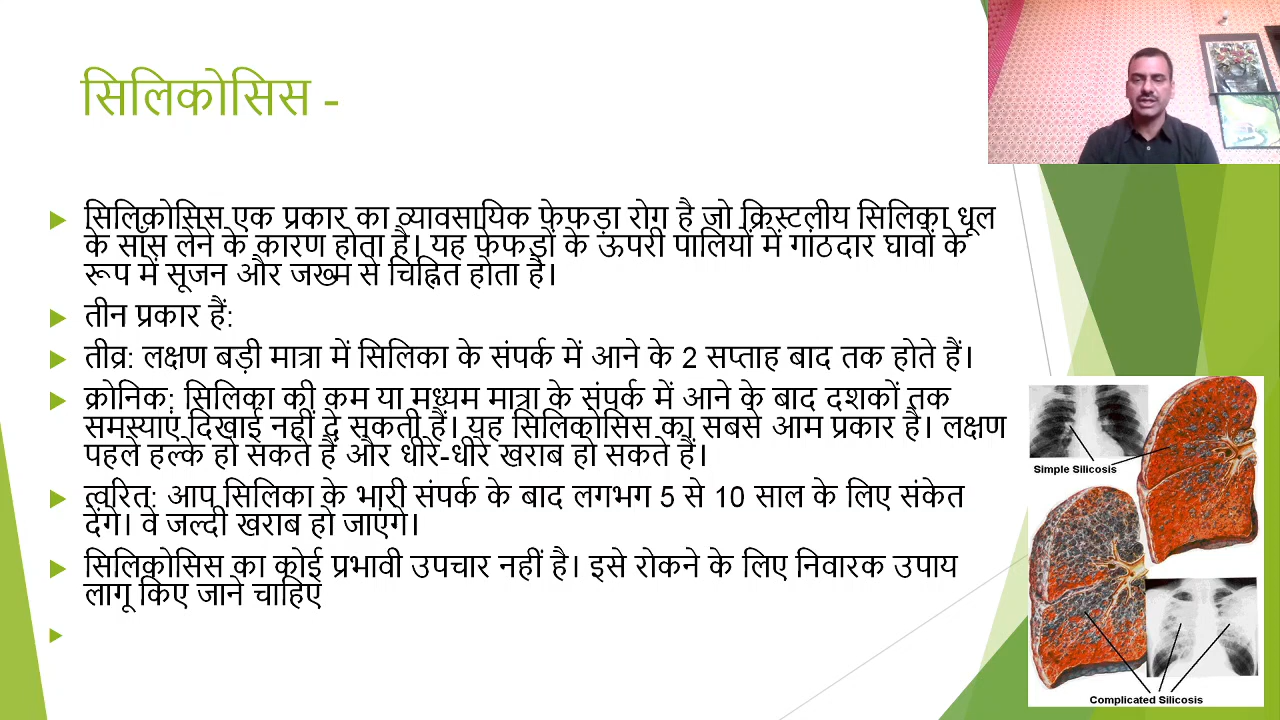 सिलिकोसिस -
सिलिकोसिस एक प्रकार का व्यावसायिक फेफड़ा रोग है जो क्रिस्टलीय सिलिका धूल
के साँस लेने के कारण होता है। यह फेफड़ों के ऊपरी पालियों में गांठदार घावों के
रूप में सूजन और जख्म से चिह्नित होता है।
तीन प्रकार हैं:
तीव्र: लक्षण बड़ी मात्रा में सिलिका के संपर्क में आने के 2 सप्ताह बाद तक होते हैं।
क्रोनिक: सिलिका की कम या मध्यम मात्रा के संपर्क में आने के बाद दशकों तक
समस्याएं दिखाई नहीं दे सकती हैं। यह सिलिकोसिस का सबसे आम प्रकार है। लक्षण
पहले हल्के हो सकते हैं और धीरे-धीरे खराब हो सकते हैं।
त्वरित: आप सिलिका के भारी संपर्क के बाद लगभग 5 से 10 साल के लिए संकेत
देंगे। वे जल्दी खराब हो जाएंगे।
सिलिकोसिस का कोई प्रभावी उपचार नहीं है। इसे रोकने के लिए निवारक उपाय
लागू किए जाने चाहिए
Simple Silicosis
Complicated Silicosis